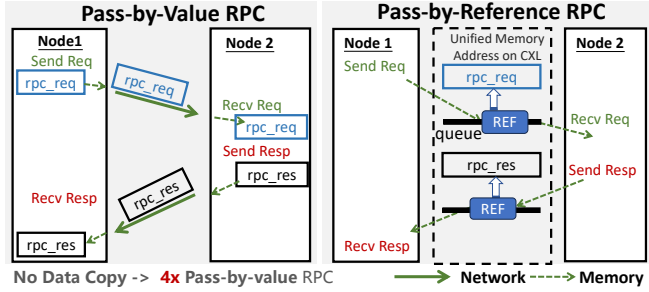 Pass-by-Value RPC
Node1
Node 2
Send Req
rpc_req
rpc_req
Recv Req
rpc_req
Send Resp
rpc_res
rpc_res
Recv Resp
rpc_res
Pass-by-Reference RPC
Node 1
Unified Memory
Address on CXL
Node 2
Send Req
rpc_req
REF
queue
Recv Req
rpc_res
Send Resp
REF
Recv Resp
No Data Copy -> 4x Pass-by-value RPC
Network
Memory